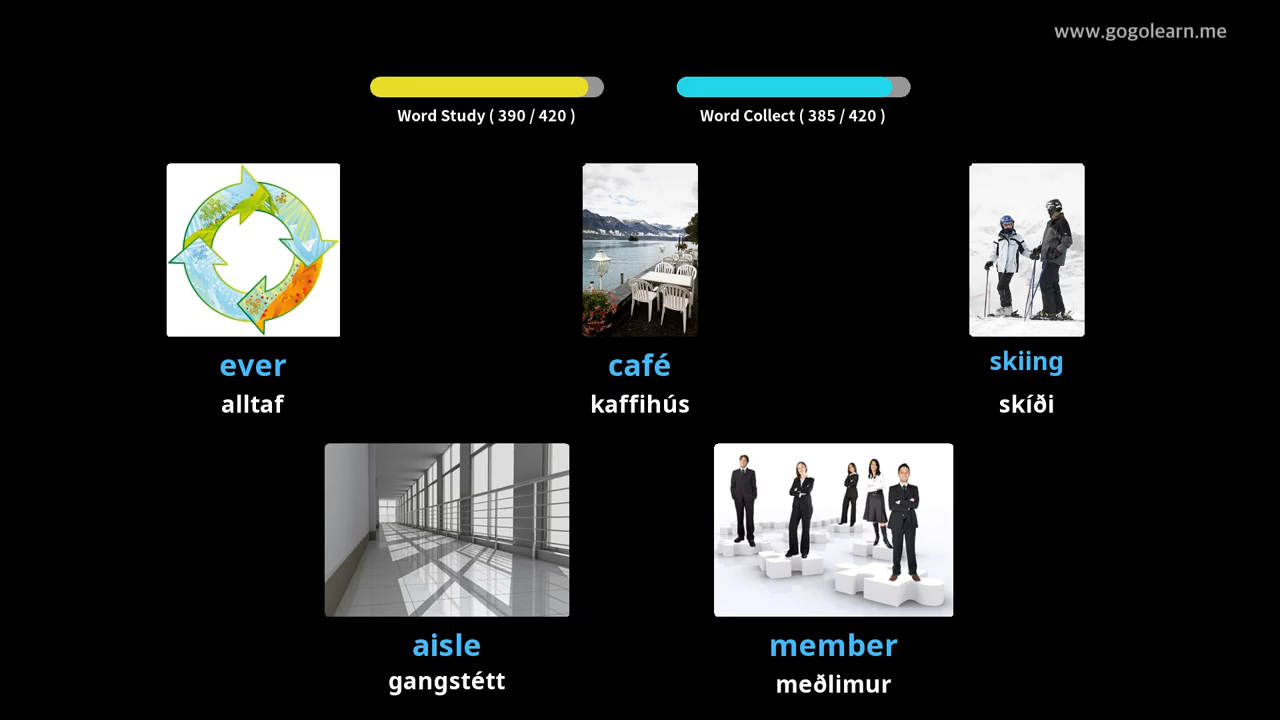 www.gogolearn.me
Word Study ( 390 / 420 )
Word Collect ( 385 / 420 )
ever
alltaf
café
kaffihús
skiing
skíði
aisle
gangstétt
member
meðlimur